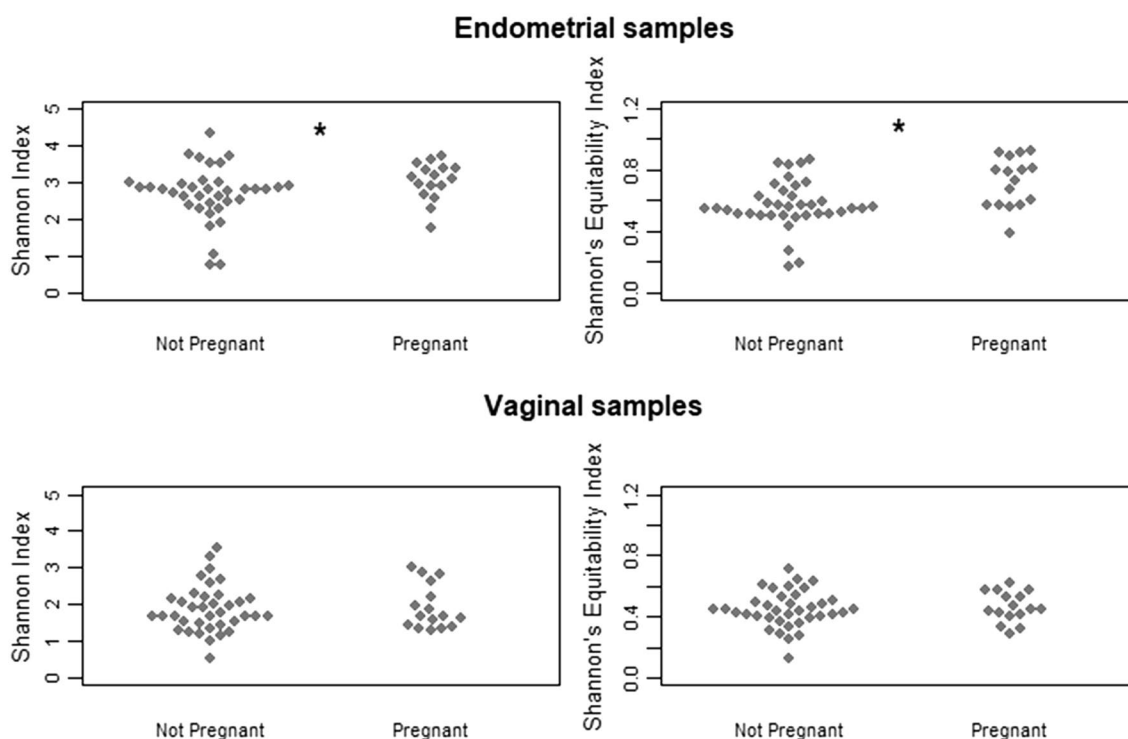 Endometrial samples
Shannon Index
5
4
3
2
1
0
*
Not Pregnant
Pregnant
Shannon's Equitability Index
1.2
0.8
0.4
0.0
*
Not Pregnant
Pregnant
Vaginal samples
Shannon Index
5
4
3
2
1
0
Not Pregnant
Pregnant
Shannon's Equitability Index
1.2
0.8
0.4
0.0
Not Pregnant
Pregnant